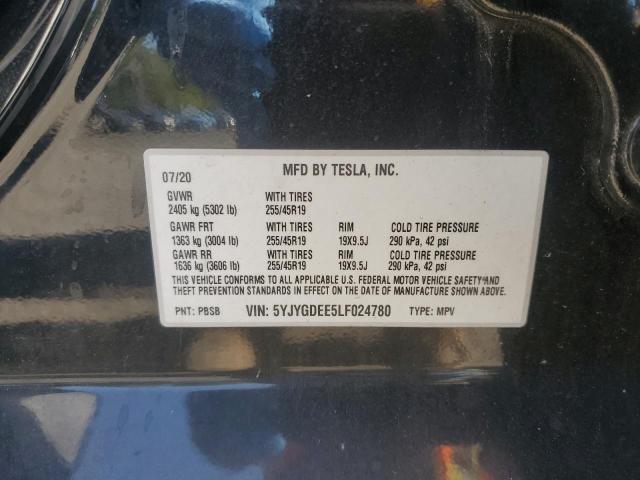 07/20 MFD BY TESLA, INC.
GVWR WITH TIRES
2405 kg (5302 lb) 255/45R19
GAWR FRT WITH TIRES RIM COLD TIRE PRESSURE
1363 kg (3004 lb) 255/45R19 19X9.5J 290 kPa, 42 psi
GAWR RR WITH TIRES RIM COLD TIRE PRESSURE
1636 kg (3606 lb) 255/45R19 19X9.5J 290 kPa, 42 psi
THIS VEHICLE CONFORMS TO ALL APPLICABLE U.S. FEDERAL MOTOR VEHICLE SAFETY AND
THEFT PREVENTION STANDARDS IN EFFECT ON THE DATE OF MANUFACTURE SHOWN ABOVE.
PNT: PBSB VIN: 5YJYGDEE5LF024780 TYPE: MPV